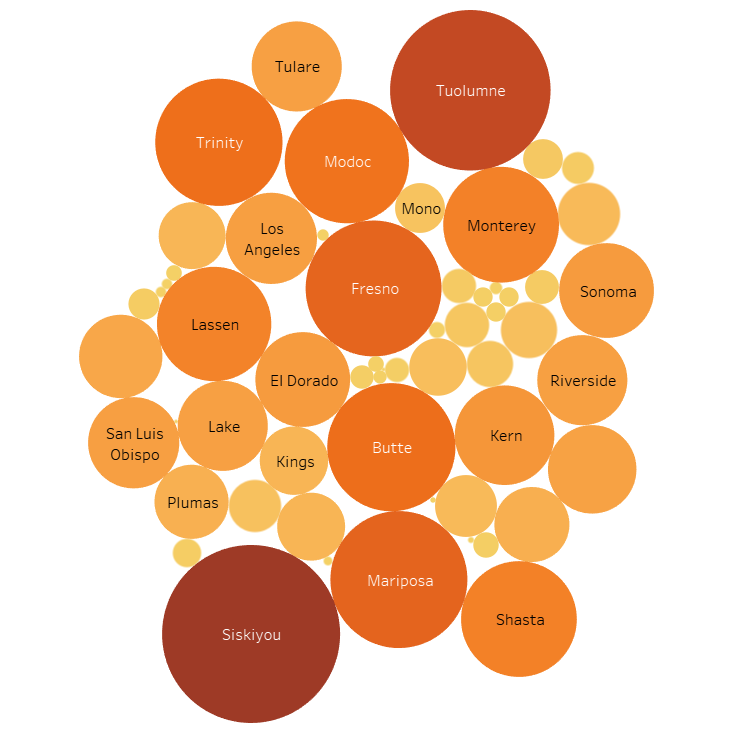 Tulare
Tuolumne
Trinity
Modoc
Mono
Monterey
Los
Angeles
Fresno
Sonoma
Lassen
El Dorado
Riverside
San Luis
Obispo
Lake
Kings
Butte
Kern
Plumas
Mariposa
Siskiyou
Shasta